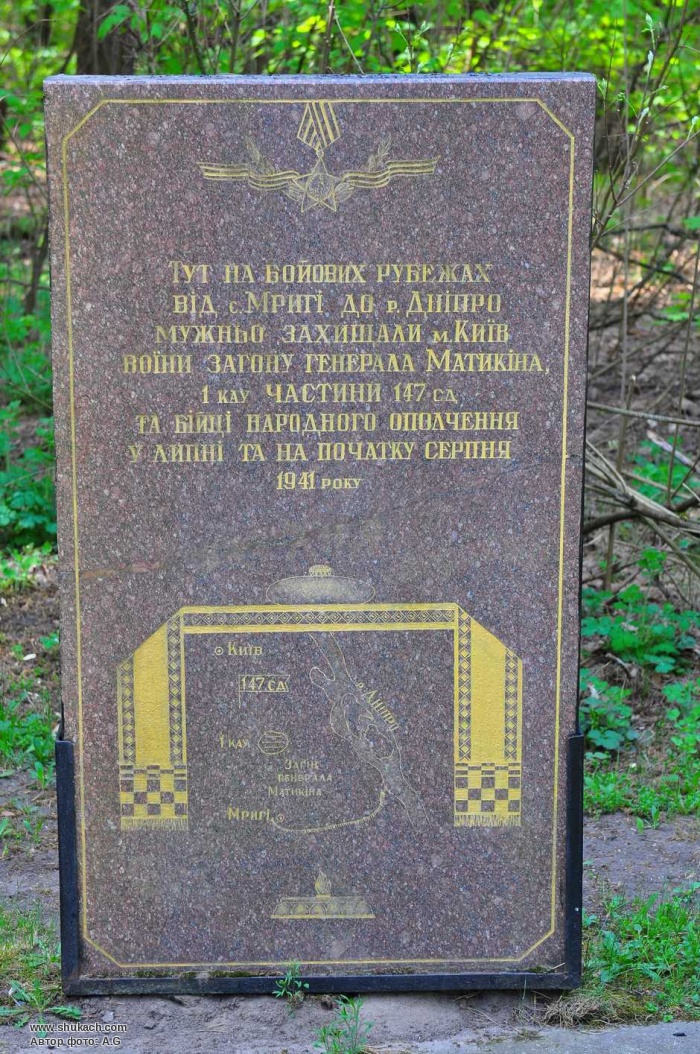 Тут на бойових рубежах
від с. Мригі до р. Дніпро
мужньо захищали м. Київ
воїни загону генерала Матикіна,
1 кау частини 147 сд
та бійці народного ополчення
у липні та на початку серпня
1941 року
Київ
147 сд
р. Дніпро
1 кау
Загін
генерала
Матикіна
Мригі
www.shukach.com
Автор фото: A.G